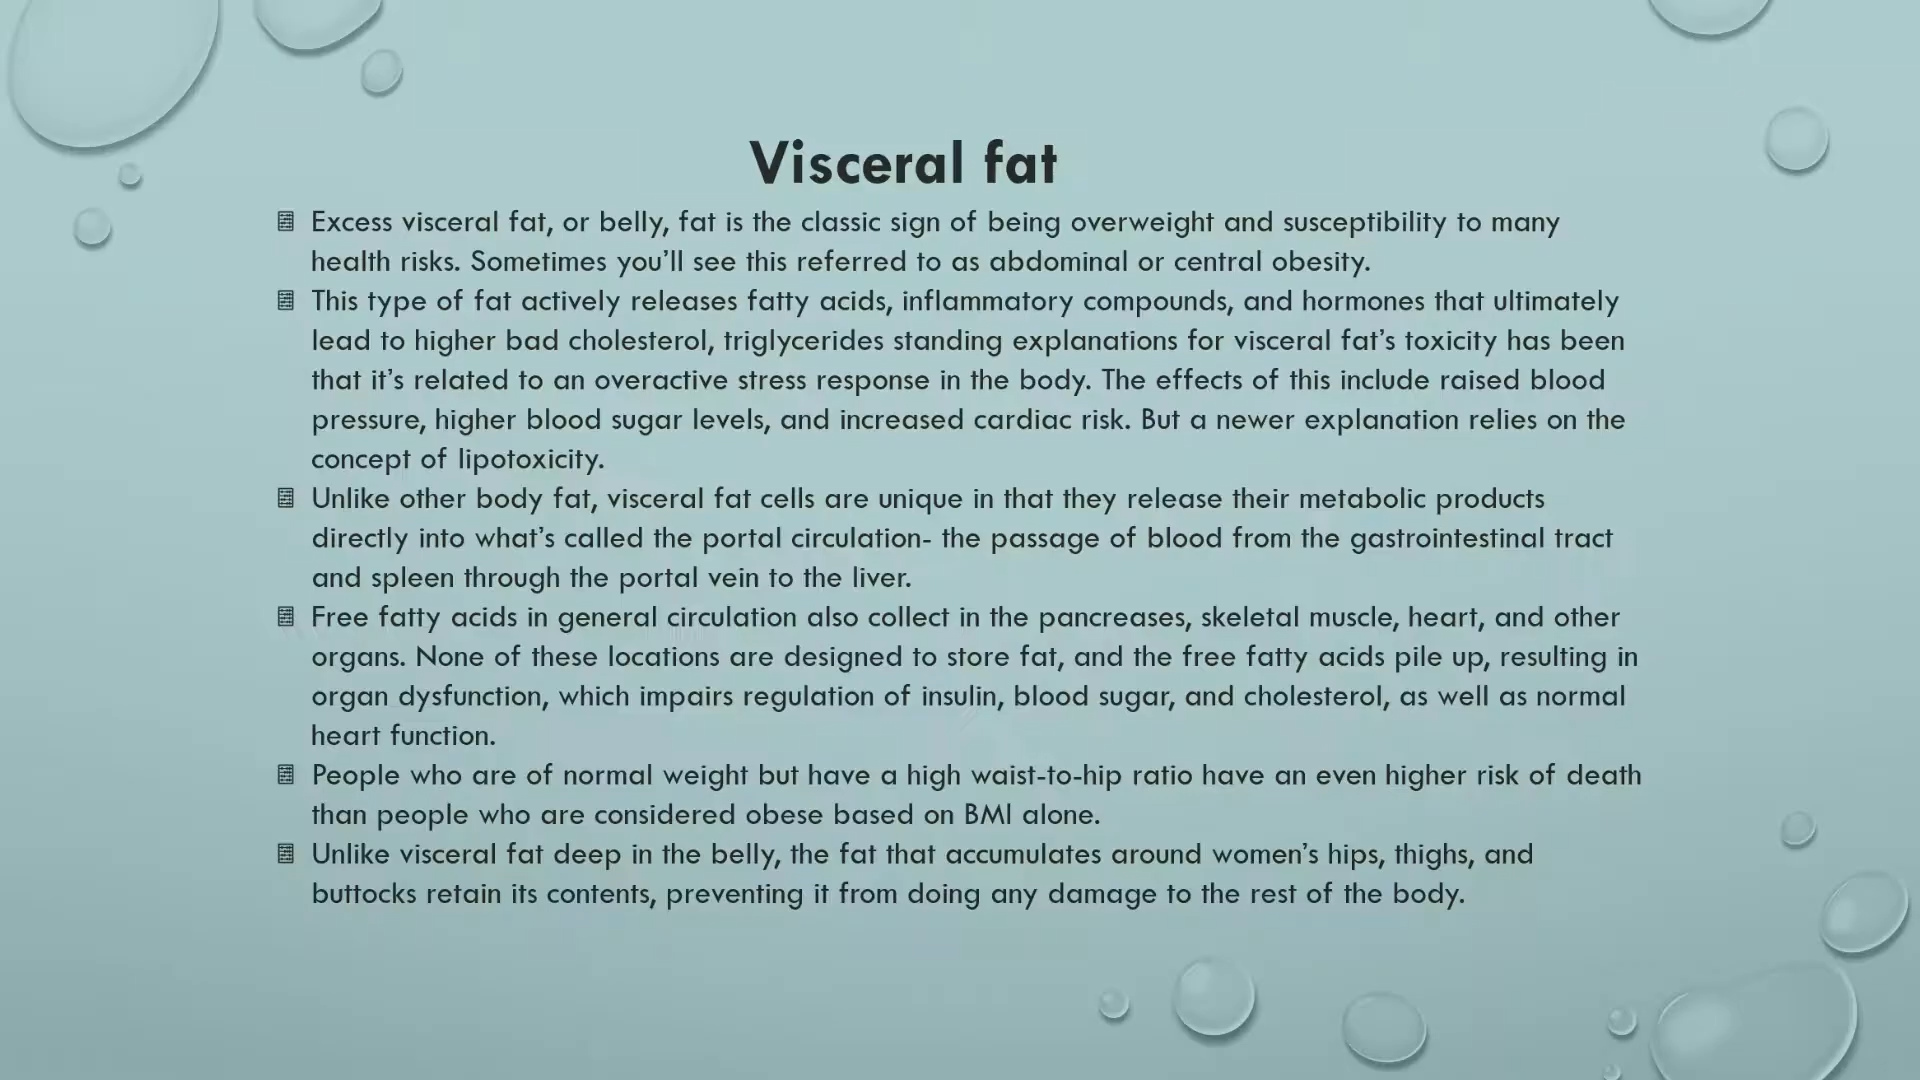 Visceral fat
Excess visceral fat, or belly, fat is the classic sign of being overweight and susceptibility to many
health risks. Sometimes you’ll see this referred to as abdominal or central obesity.
This type of fat actively releases fatty acids, inflammatory compounds, and hormones that ultimately
lead to higher bad cholesterol, triglycerides standing explanations for visceral fat’s toxicity has been
that it’s related to an overactive stress response in the body. The effects of this include raised blood
pressure, higher blood sugar levels, and increased cardiac risk. But a newer explanation relies on the
concept of lipotoxicity.
Unlike other body fat, visceral fat cells are unique in that they release their metabolic products
directly into what’s called the portal circulation- the passage of blood from the gastrointestinal tract
and spleen through the portal vein to the liver.
Free fatty acids in general circulation also collect in the pancreases, skeletal muscle, heart, and other
organs. None of these locations are designed to store fat, and the free fatty acids pile up, resulting in
organ dysfunction, which impairs regulation of insulin, blood sugar, and cholesterol, as well as normal
heart function.
People who are of normal weight but have a high waist-to-hip ratio have an even higher risk of death
than people who are considered obese based on BMI alone.
Unlike visceral fat deep in the belly, the fat that accumulates around women’s hips, thighs, and
buttocks retain its contents, preventing it from doing any damage to the rest of the body.